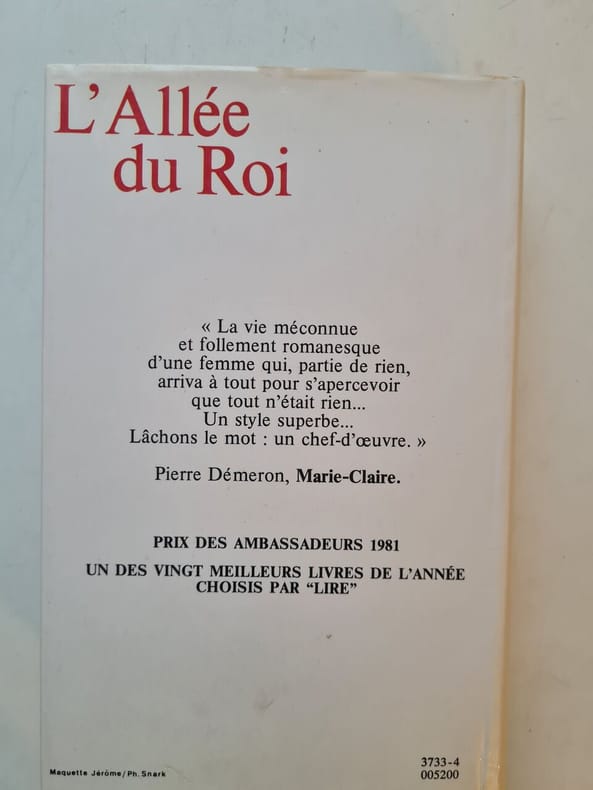 L'Allée
du Roi
« La vie méconnue
et follement romanesque
d'une femme qui, partie de rien,
arriva à tout pour s'apercevoir
que tout n'était rien...
Un style superbe...
Lâchons le mot : un chef-d'œuvre. »
Pierre Démeron, Marie-Claire.
PRIX DES AMBASSADEURS 1981
UN DES VINGT MEILLEURS LIVRES DE L'ANNÉE
CHOISIS PAR “LIRE”
Maquette Jérôme/Ph. Snark
3733-4
005200